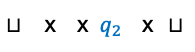 ⊔ x x q₂ x ⊔